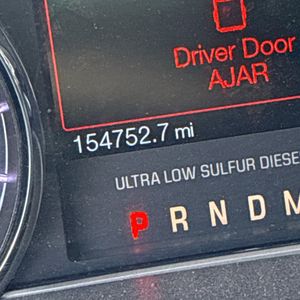 Driver Door
AJAR
154752.7 mi
ULTRA LOW SULFUR DIESE
P R N D M